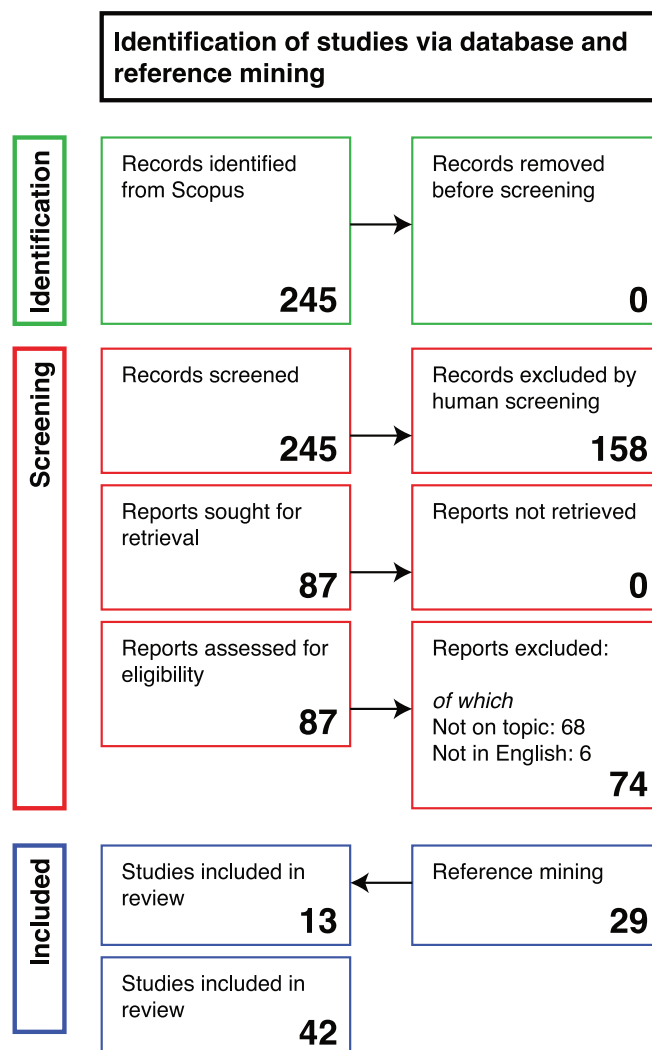 Identification of studies via database and
reference mining
Identification
Records identified
from Scopus
245
Records removed
before screening
0
Screening
Records screened
245
Records excluded by
human screening
158
Reports sought for
retrieval
87
Reports not retrieved
0
Reports assessed for
eligibility
87
Reports excluded:
of which
Not on topic: 68
Not in English: 6
74
Included
Studies included in
review
13
Reference mining
29
Studies included in
review
42